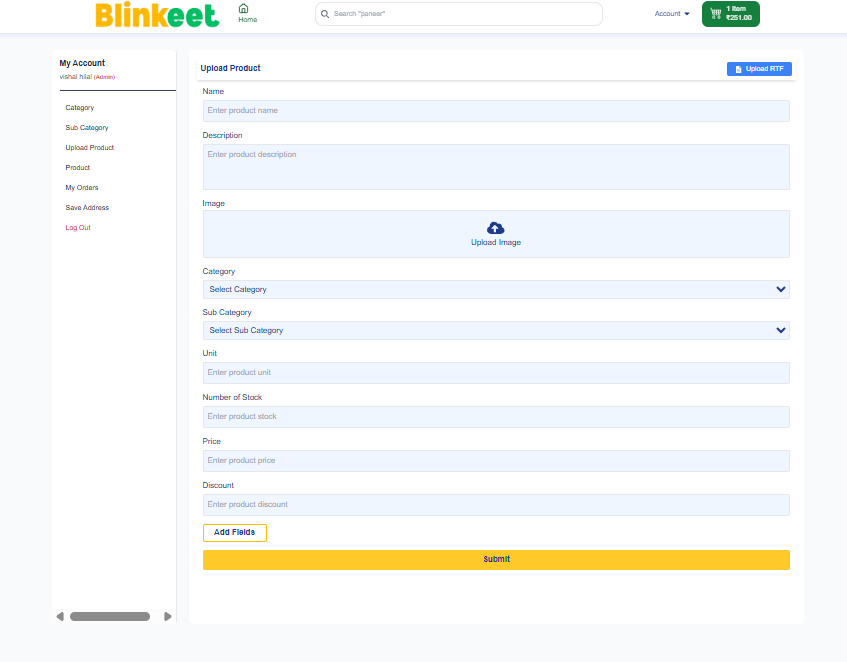 Blinkeet
Home
Search "paneer"
Account
1 Item
₹251.00
My Account
vishal hilal (Admin)
Category
Sub Category
Upload Product
Product
My Orders
Save Address
Log Out
Upload Product
Upload RTF
Name
Enter product name
Description
Enter product description
Image
Upload Image
Category
Select Category
Sub Category
Select Sub Category
Unit
Enter product unit
Number of Stock
Enter product stock
Price
Enter product price
Discount
Enter product discount
Add Fields
Submit